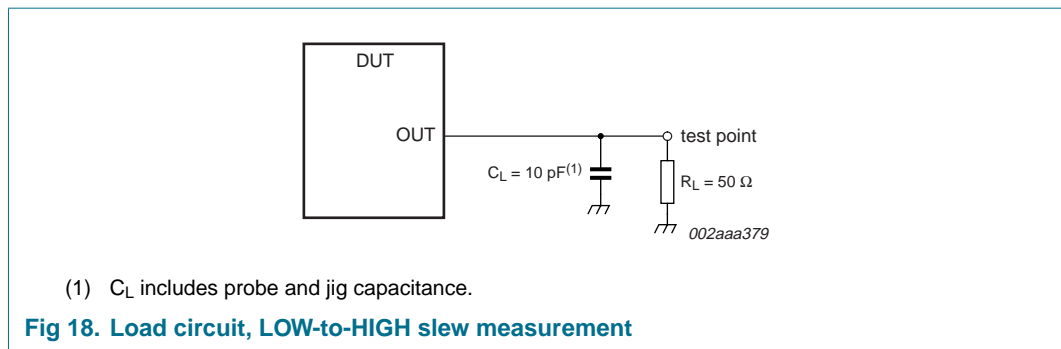 DUT
OUT
test point
C_L = 10 pF(1)
R_L = 50 Ω
002aaa379
(1) C_L includes probe and jig capacitance.
Fig 18. Load circuit, LOW-to-HIGH slew measurement